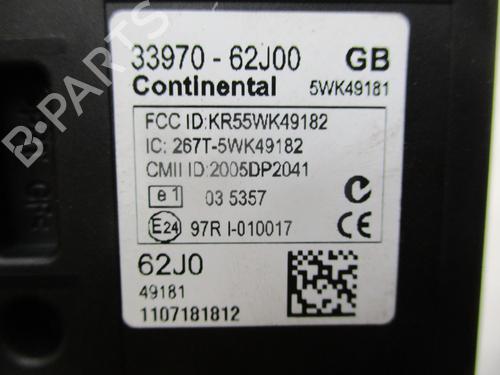 33970 - 62J00 GB
Continental 5WK49181
FCC ID:KR55WK49182
IC: 267T-5WK49182
CMII ID:2005DP2041
e1 03 5357
E24 97R I-010017 CE
62J0
49181
1107181812